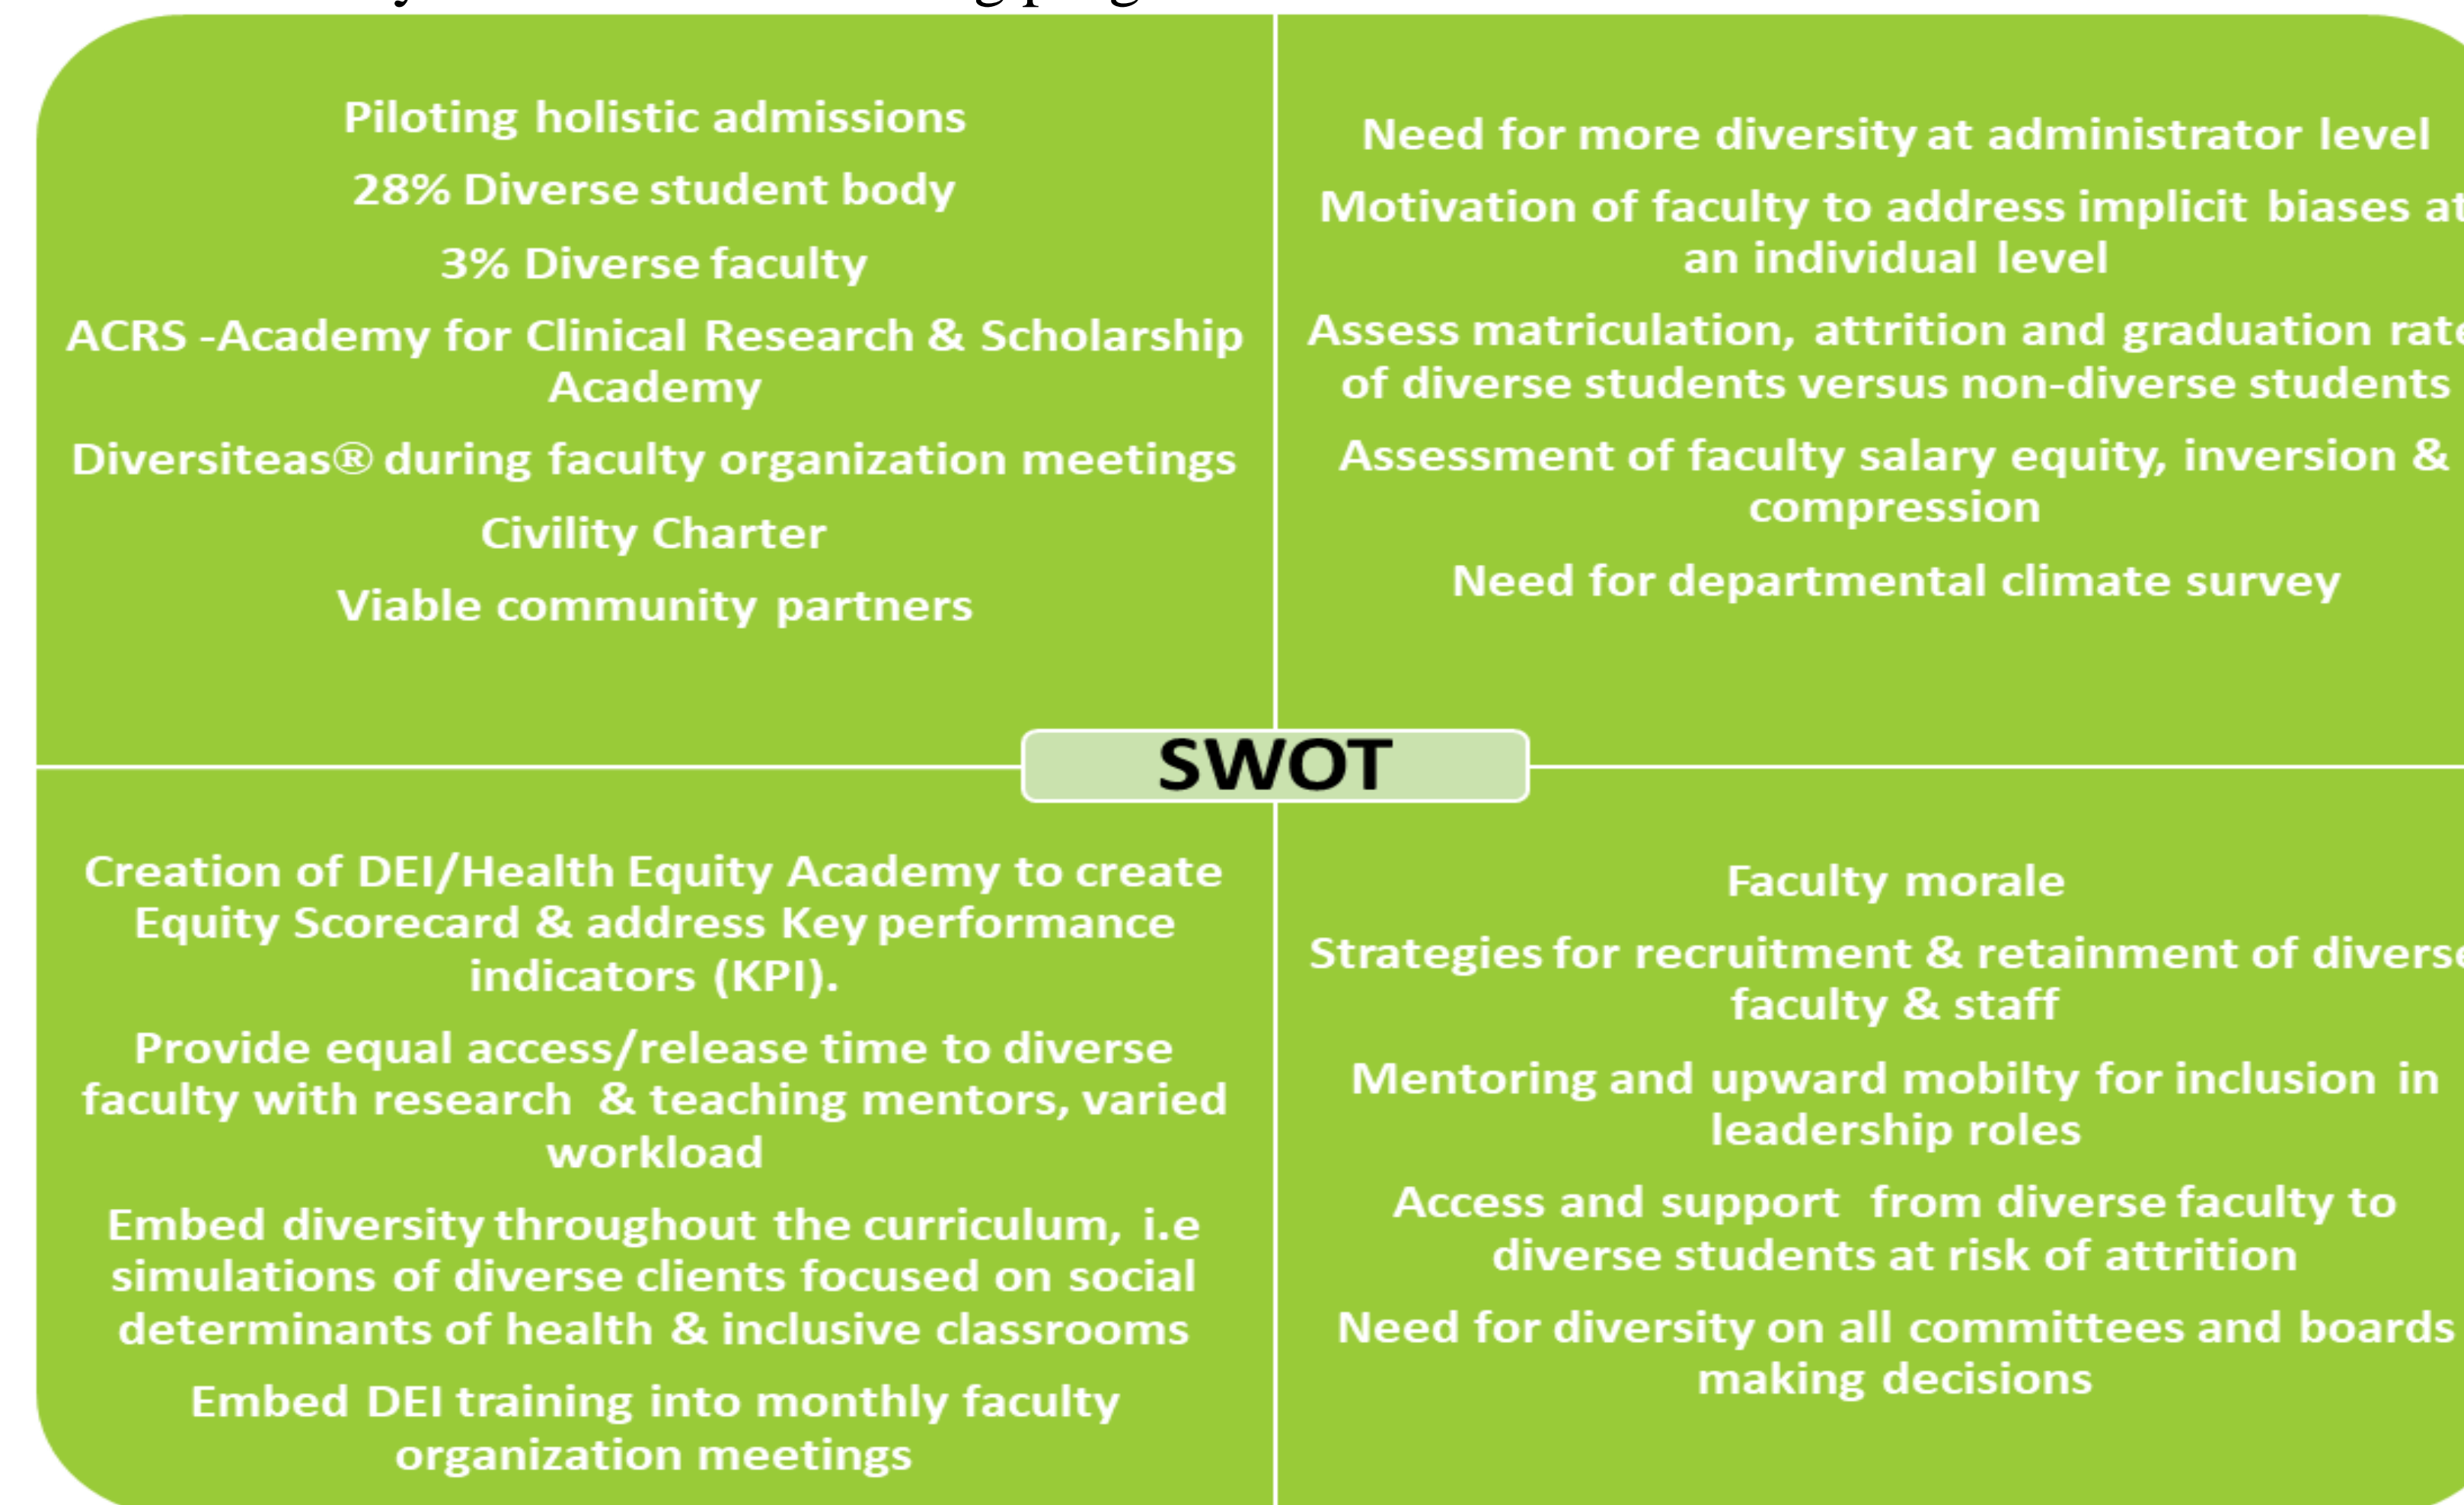 Piloting holistic admissions
28% Diverse student body
3% Diverse faculty
ACRS -Academy for Clinical Research & Scholarship
Academy
Diversiteas® during faculty organization meetings
Civility Charter
Viable community partners
Need for more diversity at administrator level
Motivation of faculty to address implicit biases at
an individual level
Assess matriculation, attrition and graduation rate
of diverse students versus non-diverse students
Assessment of faculty salary equity, inversion &
compression
Need for departmental climate survey
SWOT
Creation of DEI/Health Equity Academy to create
Equity Scorecard & address Key performance
indicators (KPI).
Provide equal access/release time to diverse
faculty with research & teaching mentors, varied
workload
Embed diversity throughout the curriculum, i.e
simulations of diverse clients focused on social
determinants of health & inclusive classrooms
Embed DEI training into monthly faculty
organization meetings
Faculty morale
Strategies for recruitment & retainment of diverse
faculty & staff
Mentoring and upward mobilty for inclusion in
leadership roles
Access and support from diverse faculty to
diverse students at risk of attrition
Need for diversity on all committees and boards
making decisions